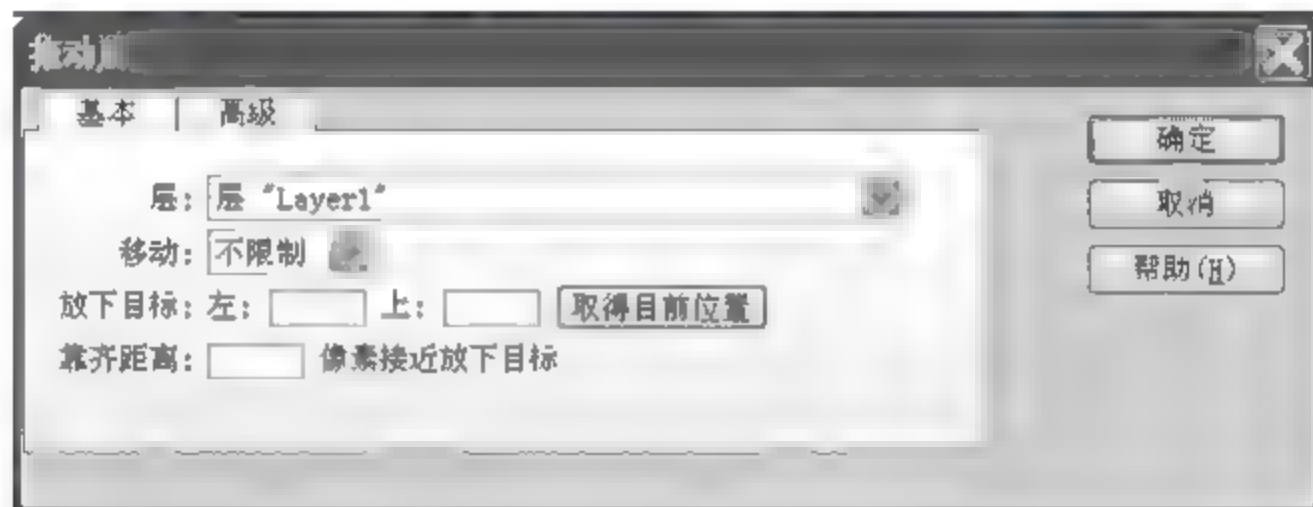 拖动层
基本 高级
层: 层 "Layer1"
移动: 不限制
放下目标: 左: 上: 取得目前位置
靠齐距离: 像素接近放下目标
确定
取消
帮助(H)